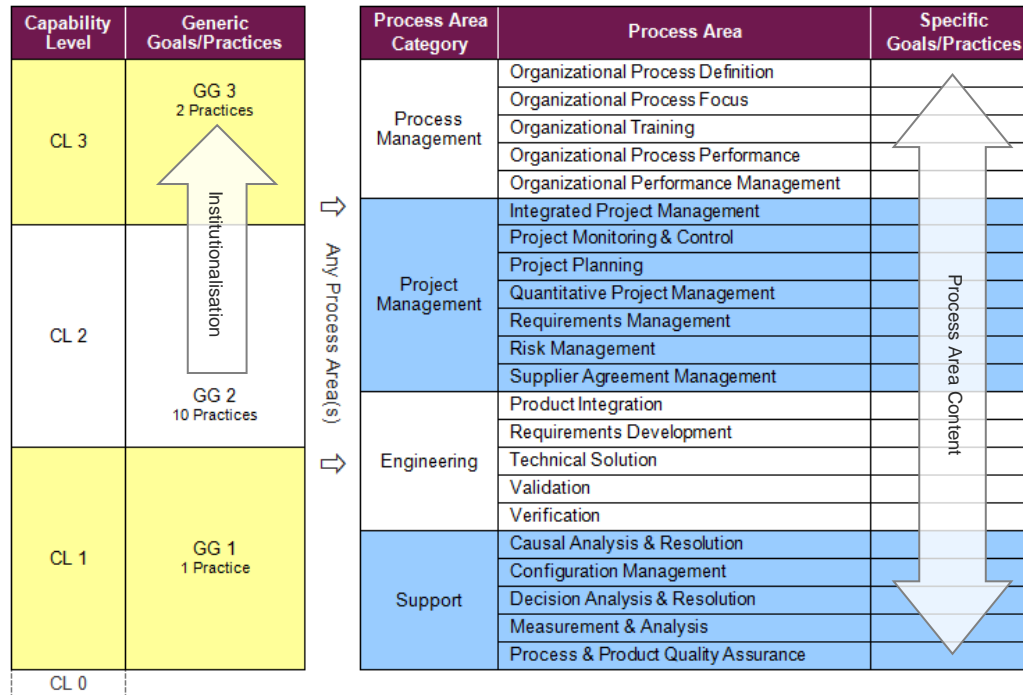 Capability
Level
Generic
Goals/Practices
CL 3
GG 3
2 Practices
Institutionalisation
CL 2
GG 2
10 Practices
CL 1
GG 1
1 Practice
CL 0
⇨ Any Process Area(s) ⇨
Process Area
Category
Process Area
Specific
Goals/Practices
Process
Management
Organizational Process Definition
Organizational Process Focus
Organizational Training
Organizational Process Performance
Organizational Performance Management
Project
Management
Integrated Project Management
Project Monitoring & Control
Project Planning
Quantitative Project Management
Requirements Management
Risk Management
Supplier Agreement Management
Engineering
Product Integration
Requirements Development
Technical Solution
Validation
Verification
Support
Causal Analysis & Resolution
Configuration Management
Decision Analysis & Resolution
Measurement & Analysis
Process & Product Quality Assurance
Process Area Content